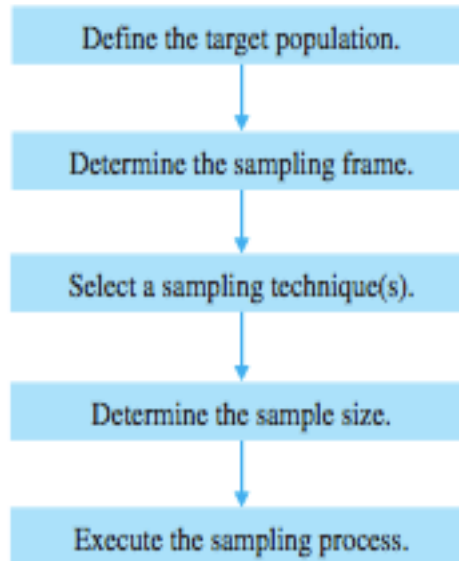 Define the target population.
Determine the sampling frame.
Select a sampling technique(s).
Determine the sample size.
Execute the sampling process.